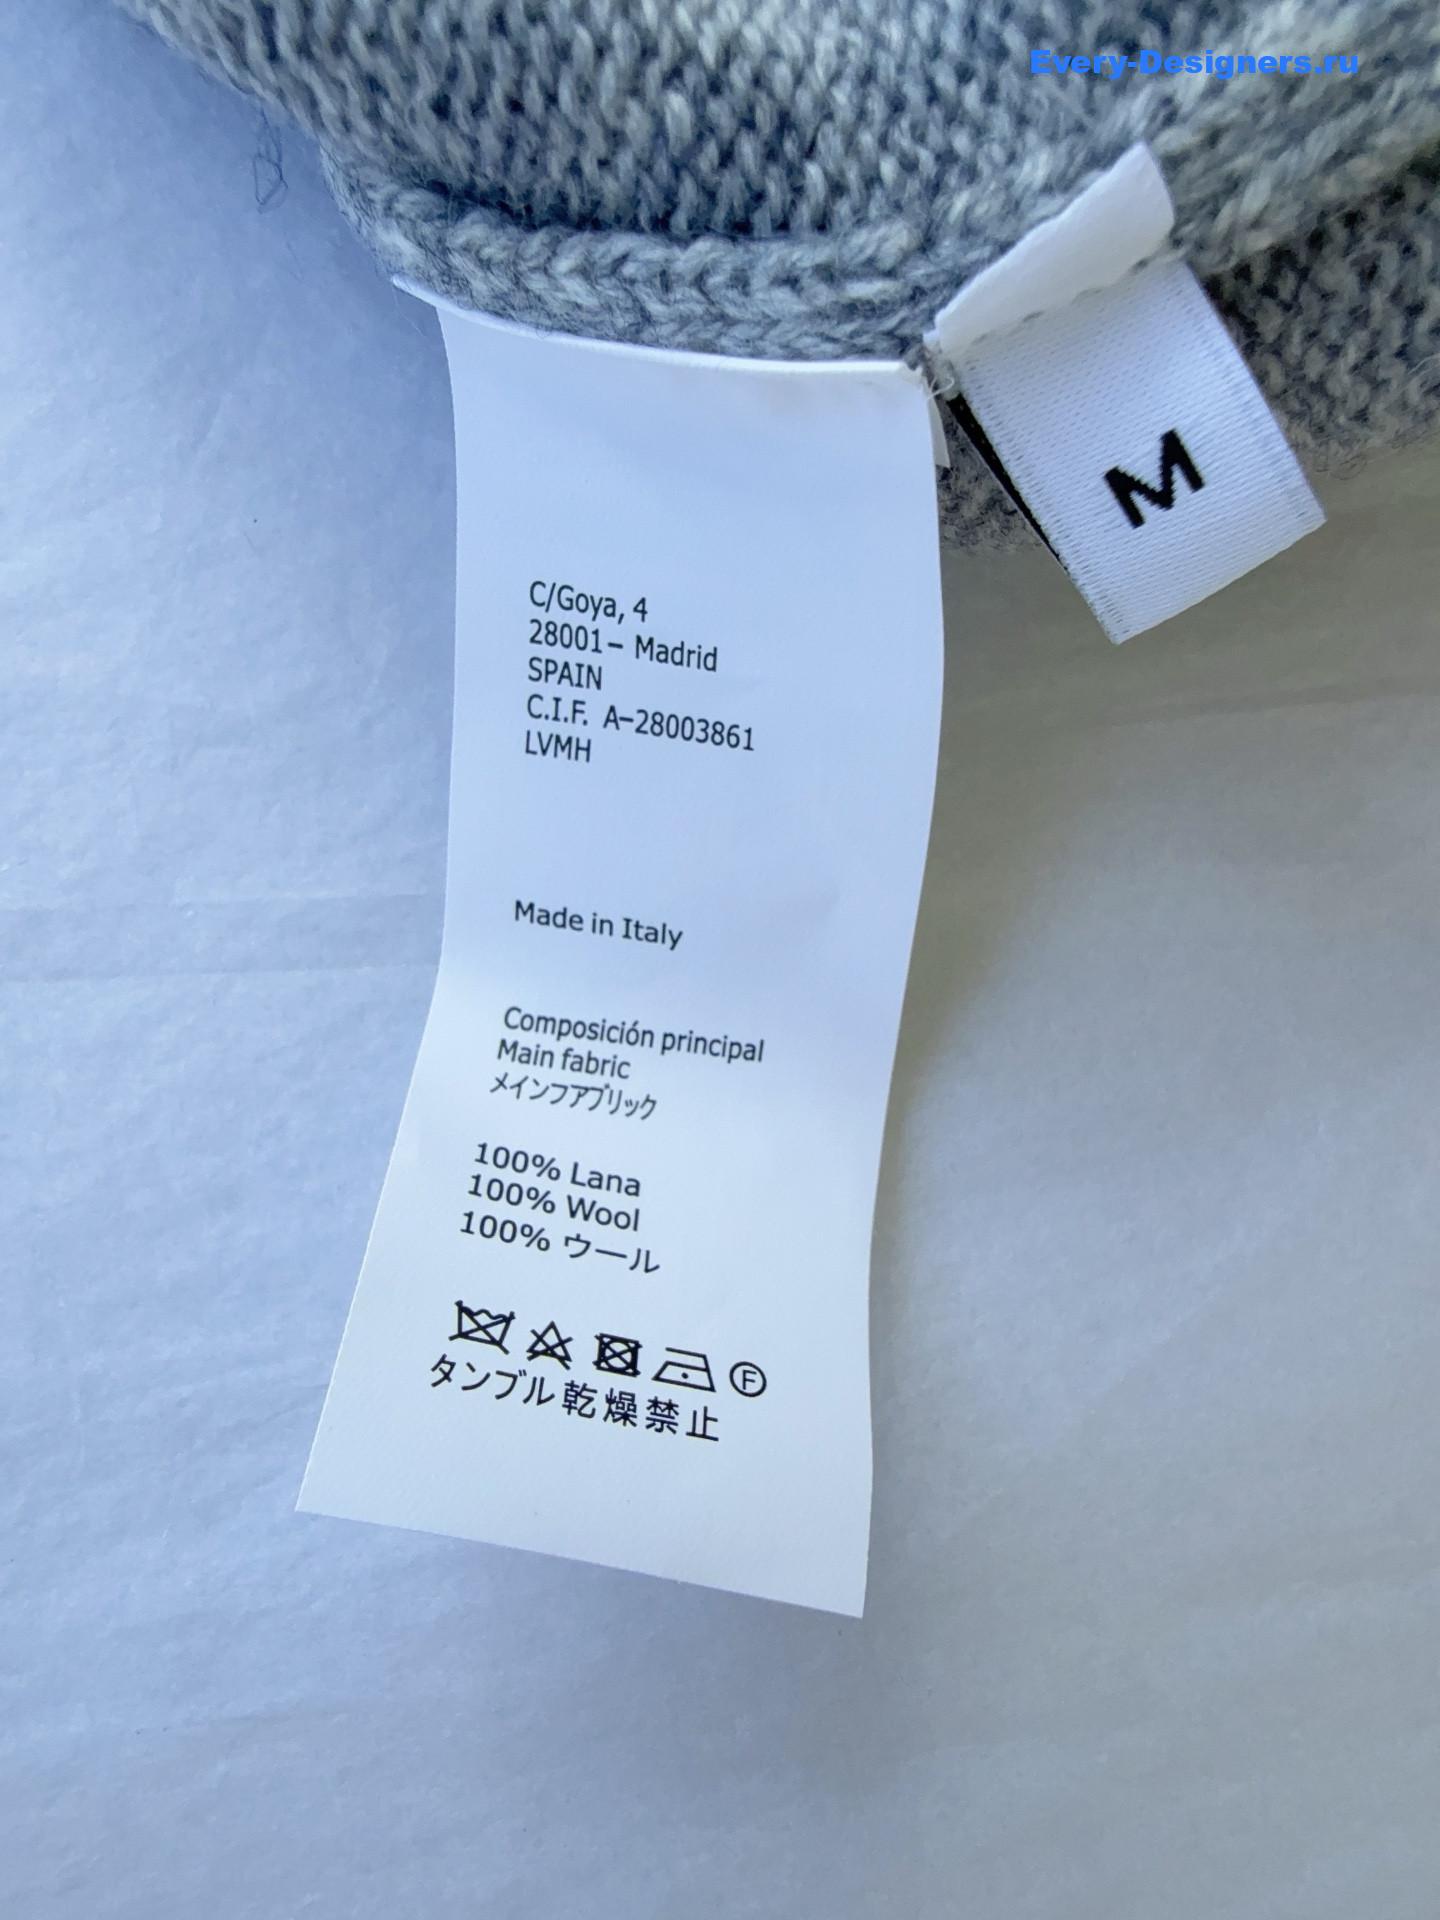 Every-Designers.ru
M
C/Goya, 4
28001– Madrid
SPAIN
C.I.F. A–28003861
LVMH
Made in Italy
Composición principal
Main fabric
メインファブリック
100% Lana
100% Wool
100% ウール
F
タンブル乾燥禁止